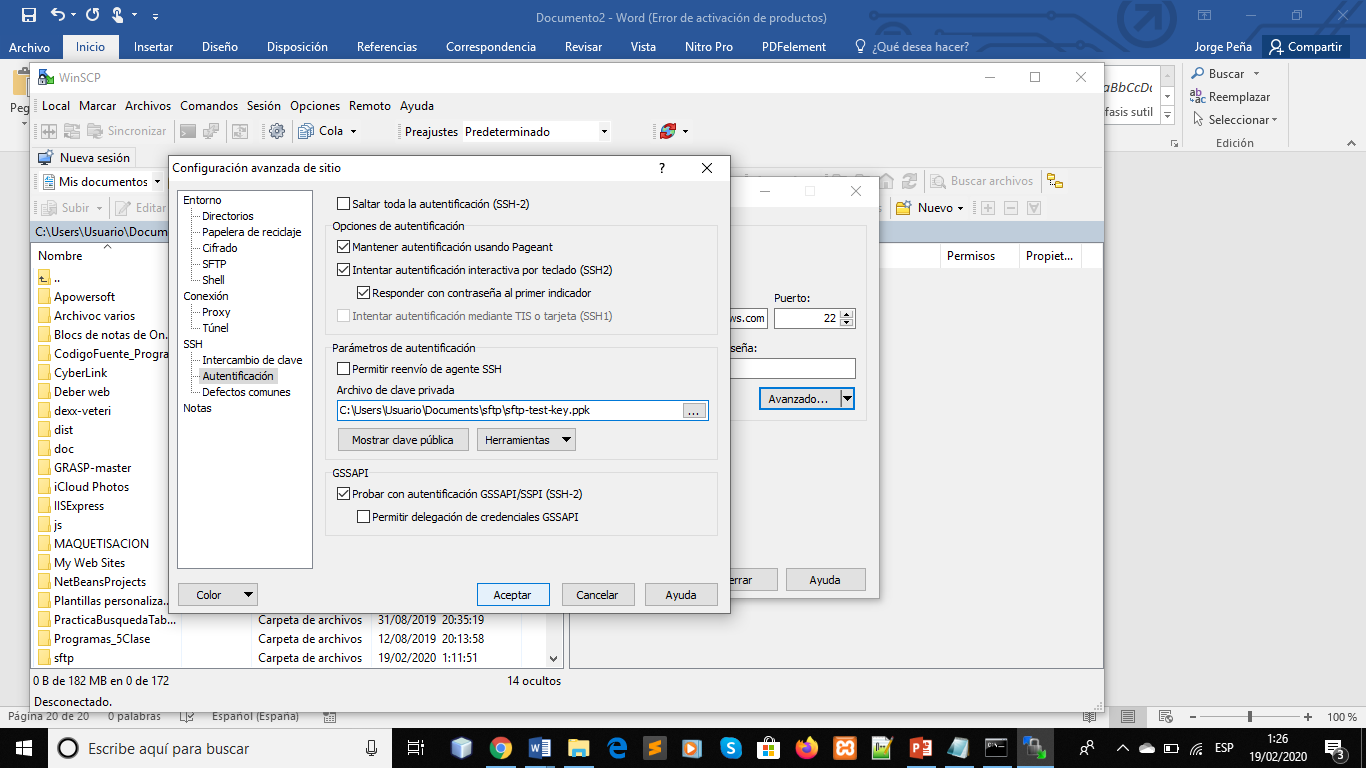 Documento2 - Word (Error de activación de productos)
Archivo Inicio Insertar Diseño Disposición Referencias Correspondencia Revisar Vista Nitro Pro PDFelement ¿Qué desea hacer? Jorge Peña Compartir
WinSCP
Buscar
Reemplazar
Seleccionar
Edición
Local Marcar Archivos Comandos Sesión Opciones Remoto Ayuda
Sincronizar Cola Preajustes Predeterminado
Nueva sesión
Mis documentos
Buscar archivos
Subir Editar
Nuevo
C:\Users\Usuario\Docum
Nombre
Permisos Propiet...
..
Apowersoft
Archivoc varios
Blocs de notas de On.
CodigoFuente_Progra
CyberLink
Deber web
dexx-veteri
dist
doc
GRASP-master
iCloud Photos
IISExpress
js
MAQUETISACION
My Web Sites
NetBeansProjects
Plantillas personaliza..
PracticaBusquedaTab... Carpeta de archivos 31/08/2019 20:35:19
Programas_5Clase Carpeta de archivos 12/08/2019 20:13:58
sftp Carpeta de archivos 19/02/2020 1:11:51
0 B de 182 MB en 0 de 172 14 ocultos
Desconectado.
Configuración avanzada de sitio
Entorno
Directorios
Papelera de reciclaje
Cifrado
SFTP
Shell
Conexión
Proxy
Túnel
SSH
Intercambio de clave
Autentificación
Defectos comunes
Notas
Saltar toda la autentificación (SSH-2)
Opciones de autentificación
Mantener autentificación usando Pageant
Intentar autentificación interactiva por teclado (SSH2)
Responder con contraseña al primer indicador
Intentar autentificación mediante TIS o tarjeta (SSH1)
Parámetros de autentificación
Permitir reenvío de agente SSH
Archivo de clave privada
C:\Users\Usuario\Documents\sftp\sftp-test-key.ppk ...
Mostrar clave pública Herramientas
GSSAPI
Probar con autentificación GSSAPI/SSPI (SSH-2)
Permitir delegación de credenciales GSSAPI
Color Aceptar Cancelar Ayuda
Puerto:
ws.com 22
seña:
Avanzado...
errar Ayuda
Página 20 de 20 0 palabras Español (España) 100 %
Escribe aquí para buscar
ESP
1:26
19/02/2020
3